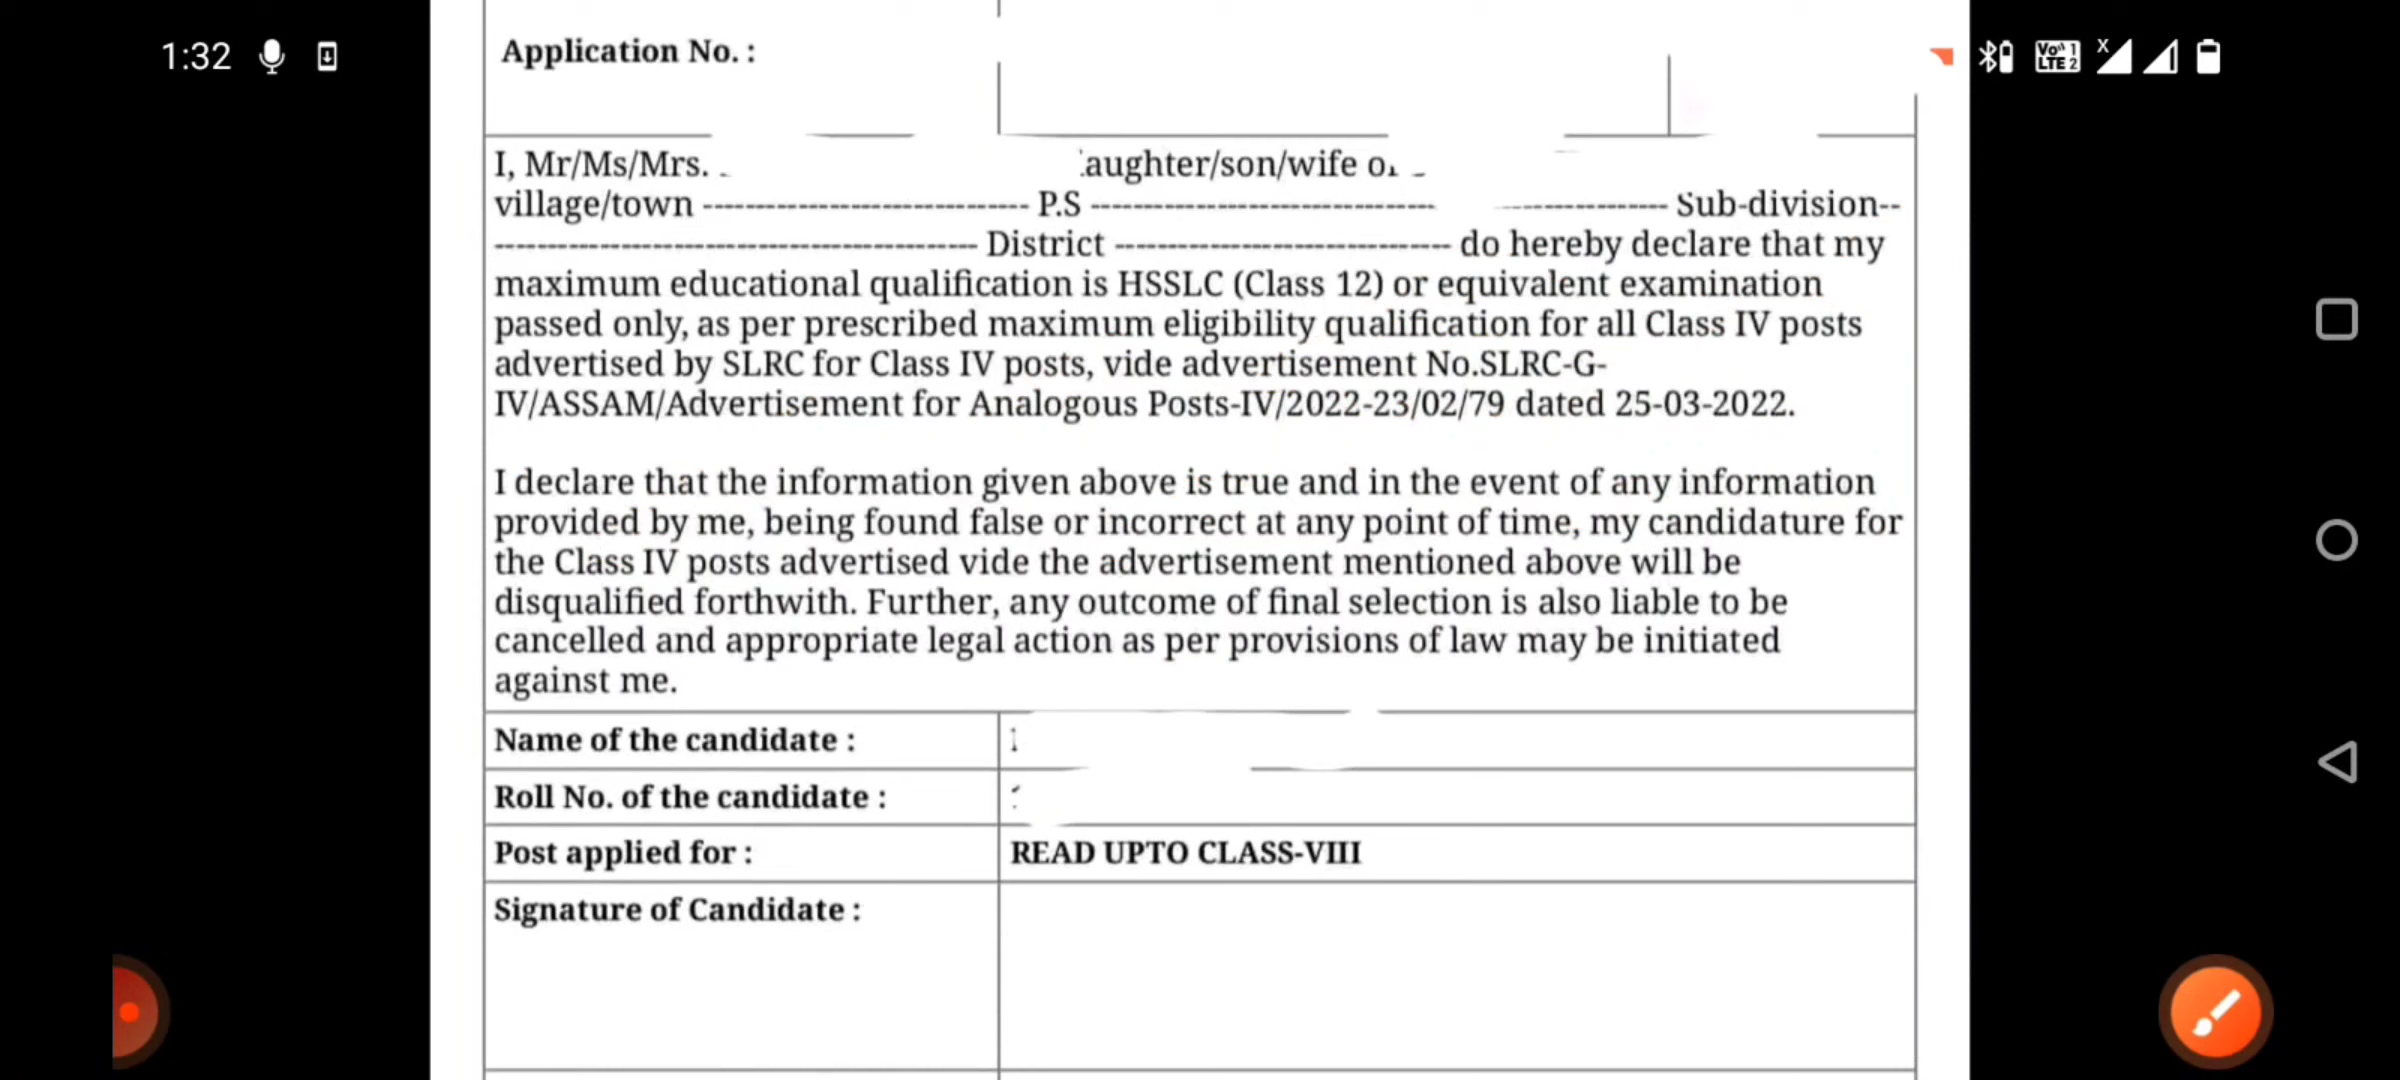 1:32
Vo)) 1
LTE 2
Application No. :
I, Mr/Ms/Mrs.
aughter/son/wife
village/town ------------------------------ P.S -------------------------------- ---------------- Sub-division--
--------------------------------------------- District ------------------------------- do hereby declare that my
maximum educational qualification is HSSLC (Class 12) or equivalent examination
passed only, as per prescribed maximum eligibility qualification for all Class IV posts
advertised by SLRC for Class IV posts, vide advertisement No.SLRC-G-
IV/ASSAM/Advertisement for Analogous Posts-IV/2022-23/02/79 dated 25-03-2022.
I declare that the information given above is true and in the event of any information
provided by me, being found false or incorrect at any point of time, my candidature for
the Class IV posts advertised vide the advertisement mentioned above will be
disqualified forthwith. Further, any outcome of final selection is also liable to be
cancelled and appropriate legal action as per provisions of law may be initiated
against me.
Name of the candidate :
Roll No. of the candidate :
Post applied for : READ UPTO CLASS-VIII
Signature of Candidate :